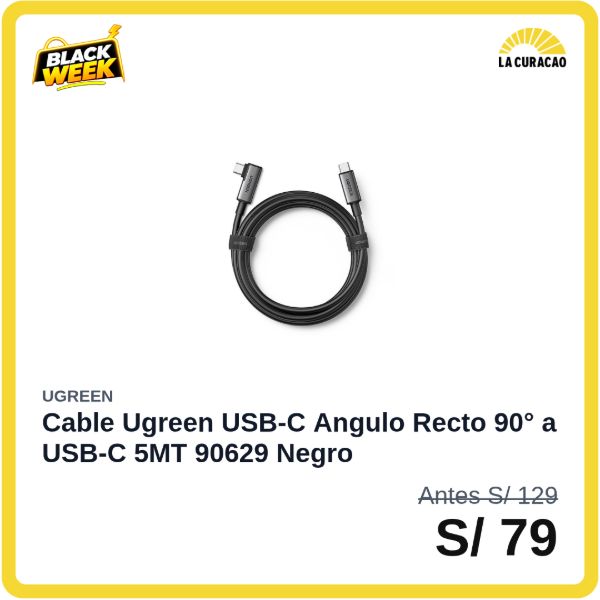 BLACK
WEEK
LA CURACAO
UGREEN
Cable Ugreen USB-C Angulo Recto 90° a
USB-C 5MT 90629 Negro
Antes S/ 129
S/ 79